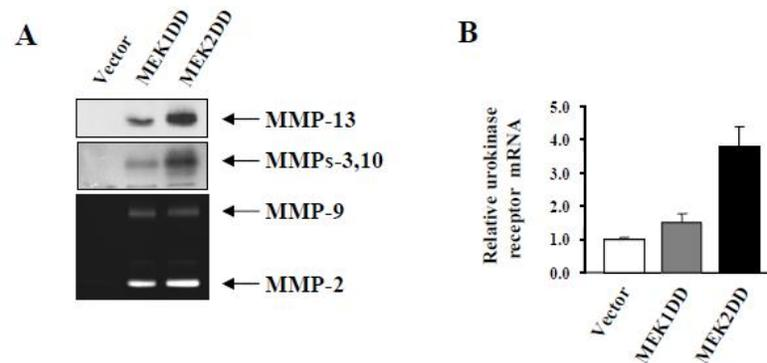 A
Vector
MEK1DD
MEK2DD
MMP-13
MMPs-3,10
MMP-9
MMP-2
B
Relative urokinase
receptor mRNA
5.0
4.0
3.0
2.0
1.0
0.0
Vector
MEK1DD
MEK2DD